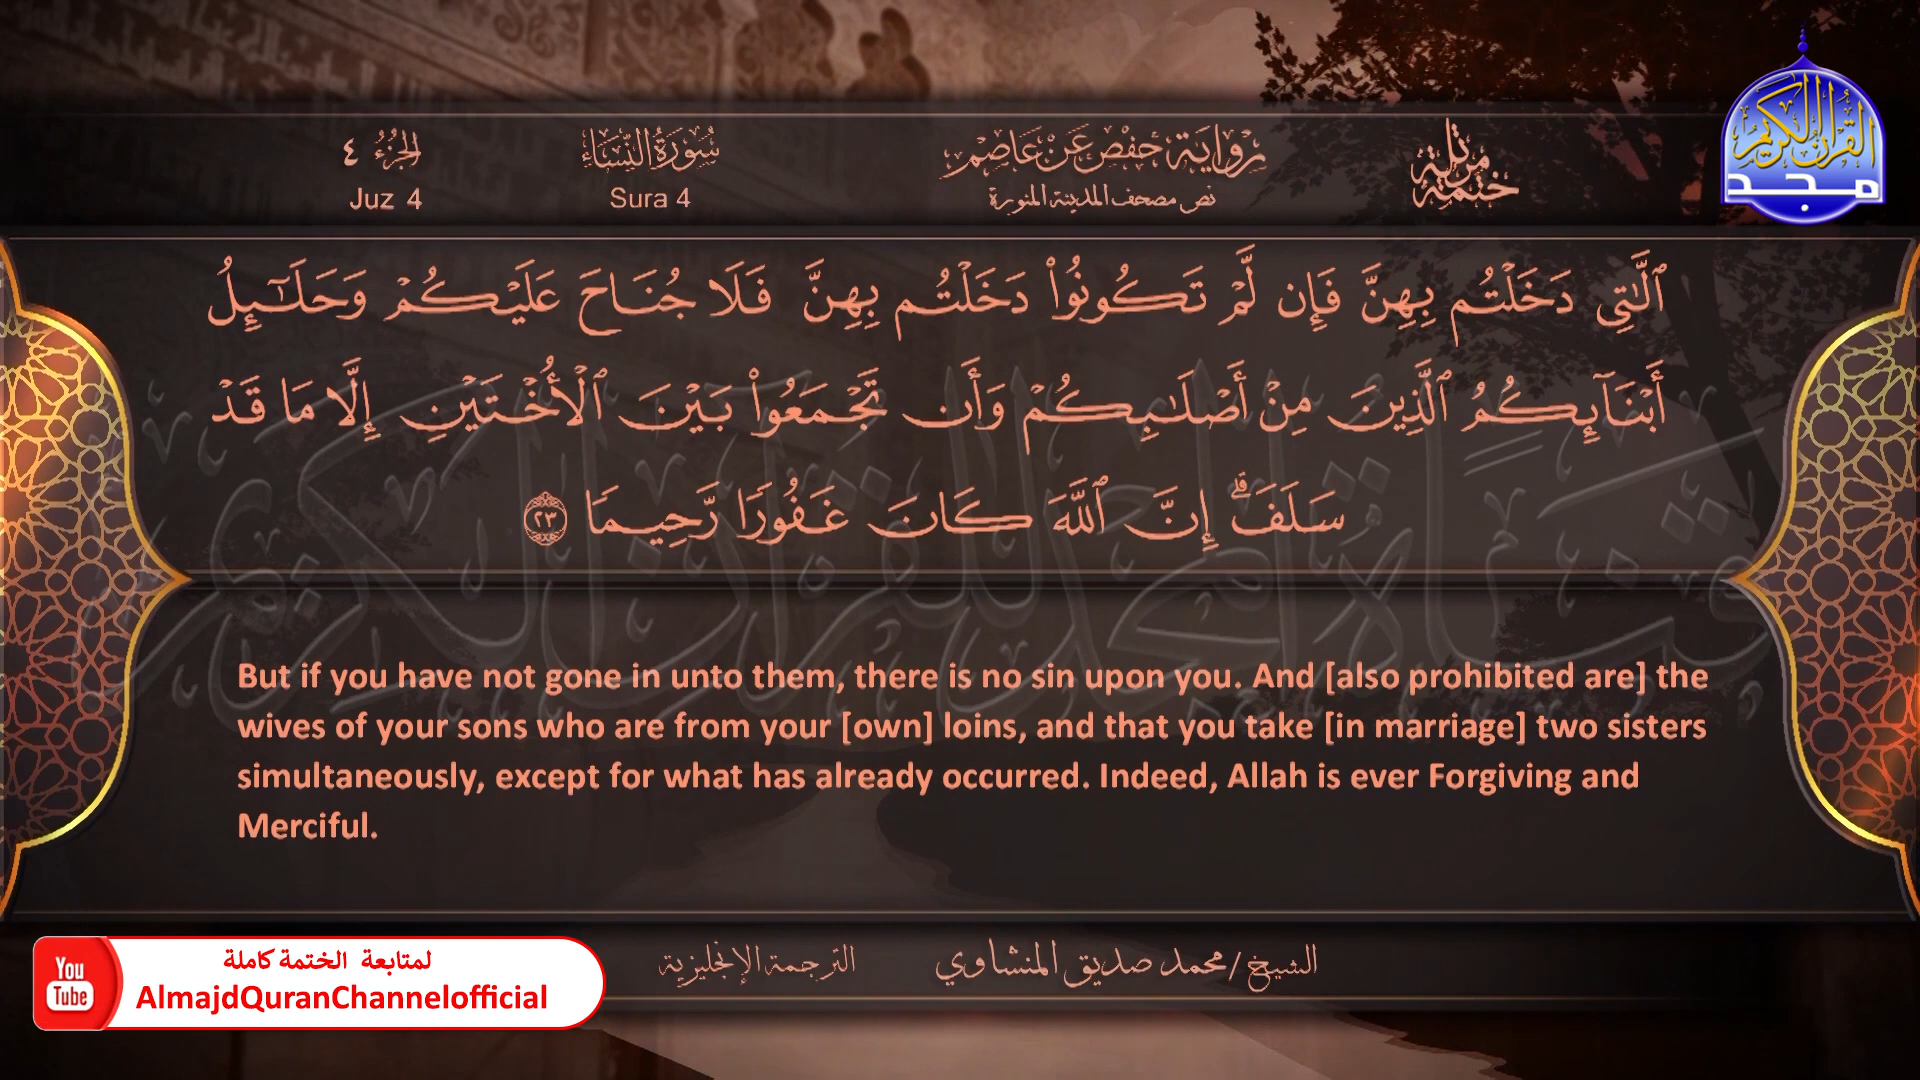 ختمة مرتلة
رواية حفص عن عاصم
نص مصحف المدينة المنورة
سورة النساء
Sura 4
الجزء ٤
Juz 4
القرآن الكريم
مجد
ٱلَّٰتِي دَخَلۡتُم بِهِنَّ فَإِن لَّمۡ تَكُونُواْ دَخَلۡتُم بِهِنَّ فَلَا جُنَاحَ عَلَيۡكُمۡ وَحَلَٰٓئِلُ
أَبۡنَآئِكُمُ ٱلَّذِينَ مِنۡ أَصۡلَٰبِكُمۡ وَأَن تَجۡمَعُواْ بَيۡنَ ٱلۡأُخۡتَيۡنِ إِلَّا مَا قَدۡ
سَلَفَۗ إِنَّ ٱللَّهَ كَانَ غَفُورٗا رَّحِيمٗا ٢٣
قناة المجد للقرآن الكريم
But if you have not gone in unto them, there is no sin upon you. And [also prohibited are] the
wives of your sons who are from your [own] loins, and that you take [in marriage] two sisters
simultaneously, except for what has already occurred. Indeed, Allah is ever Forgiving and
Merciful.
الشيخ / محمد صديق المنشاوي
الترجمة الإنجليزية
You
Tube
لمتابعة الختمة كاملة
AlmajdQuranChannelofficial